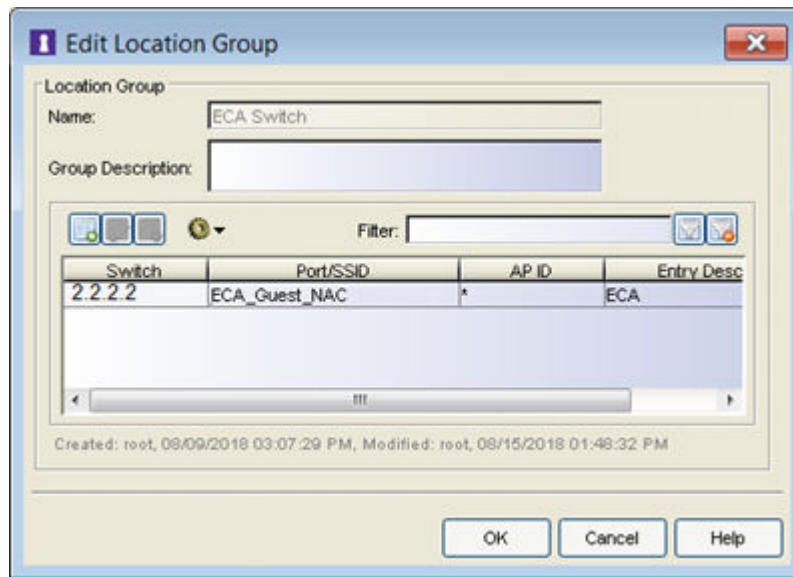 Edit Location Group
Location Group
Name: ECA Switch
Group Description:
Filter:
Switch Port/SSID AP ID Entry Desc
2.2.2.2 ECA_Guest_NAC * ECA
Created: root, 08/09/2018 03:07:29 PM, Modified: root, 08/15/2018 01:48:32 PM
OK Cancel Help